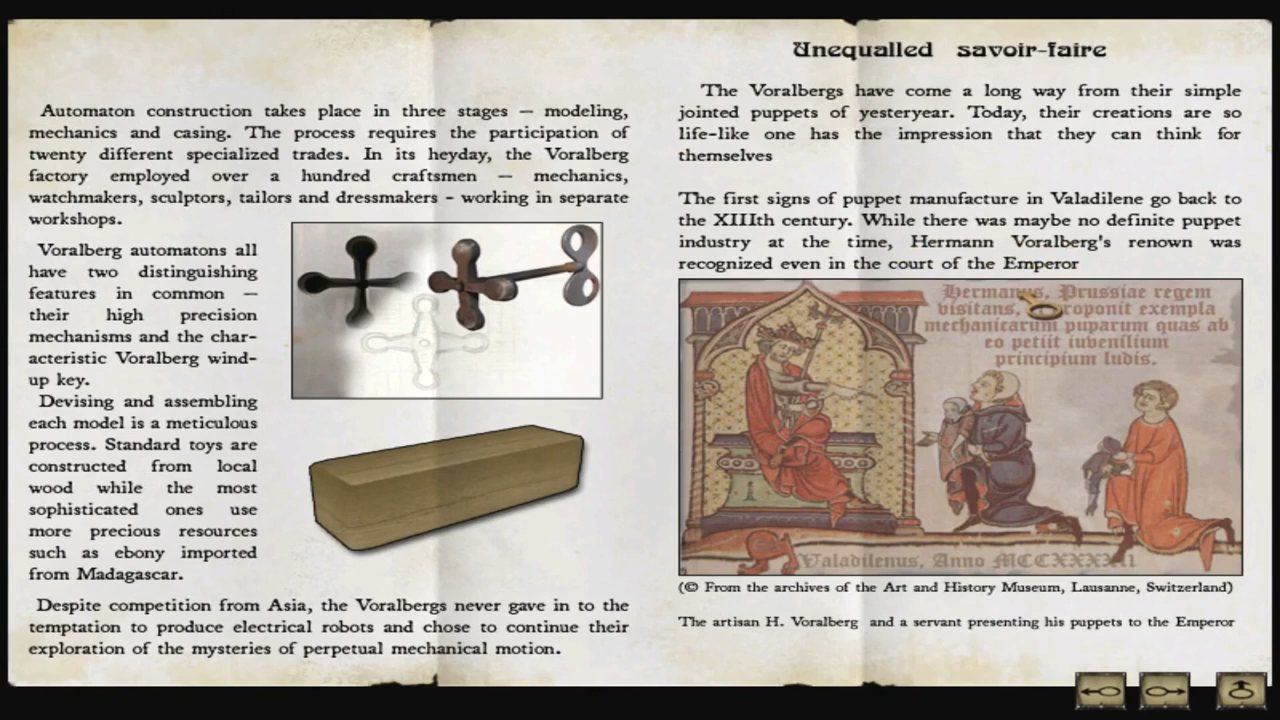 Automaton construction takes place in three stages – modeling,
mechanics and casing. The process requires the participation of
twenty different specialized trades. In its heyday, the Voralberg
factory employed over a hundred craftsmen – mechanics,
watchmakers, sculptors, tailors and dressmakers - working in separate
workshops.
Voralberg automatons all
have two distinguishing
features in common –
their high precision
mechanisms and the char-
acteristic Voralberg wind-
up key.
Devising and assembling
each model is a meticulous
process. Standard toys are
constructed from local
wood while the most
sophisticated ones use
more precious resources
such as ebony imported
from Madagascar.
Despite competition from Asia, the Voralbergs never gave in to the
temptation to produce electrical robots and chose to continue their
exploration of the mysteries of perpetual mechanical motion.
Unequalled savoir-faire
The Voralbergs have come a long way from their simple
jointed puppets of yesteryear. Today, their creations are so
life-like one has the impression that they can think for
themselves
The first signs of puppet manufacture in Valadilene go back to
the XIIIth century. While there was maybe no definite puppet
industry at the time, Hermann Voralberg's renown was
recognized even in the court of the Emperor
Hermanus, Prussiae regem
visitans, proponit exempla
mechanicarum puparum quas ab
eo petiit iuvenilium
principium ludis.
Valadilenus, Anno
(© From the archives of the Art and History Museum, Lausanne, Switzerland)
The artisan H. Voralberg and a servant presenting his puppets to the Emperor